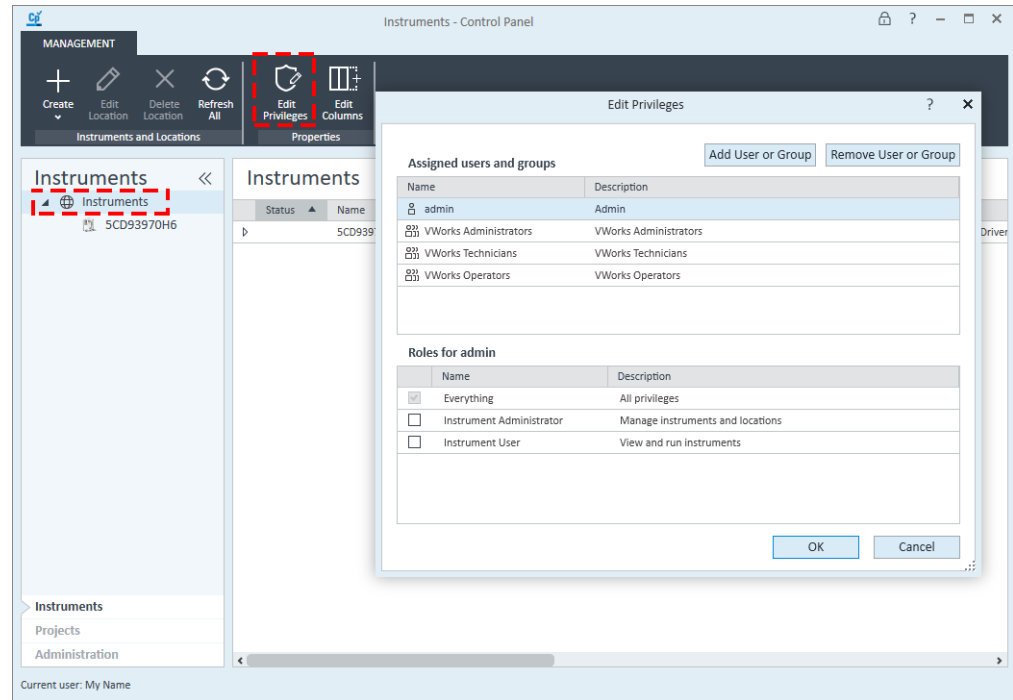 Cp
Instruments - Control Panel
?
MANAGEMENT
Create
Edit Location
Delete Location
Refresh All
Edit Privileges
Edit Columns
Instruments and Locations
Properties
Edit Privileges
?
Assigned users and groups
Add User or Group
Remove User or Group
Name Description
admin Admin
VWorks Administrators VWorks Administrators
VWorks Technicians VWorks Technicians
VWorks Operators VWorks Operators
Roles for admin
Name Description
Everything All privileges
Instrument Administrator Manage instruments and locations
Instrument User View and run instruments
OK
Cancel
Instruments
Instruments
5CD93970H6
Instruments
Status Name
5CD939
Driver
Instruments
Projects
Administration
Current user: My Name